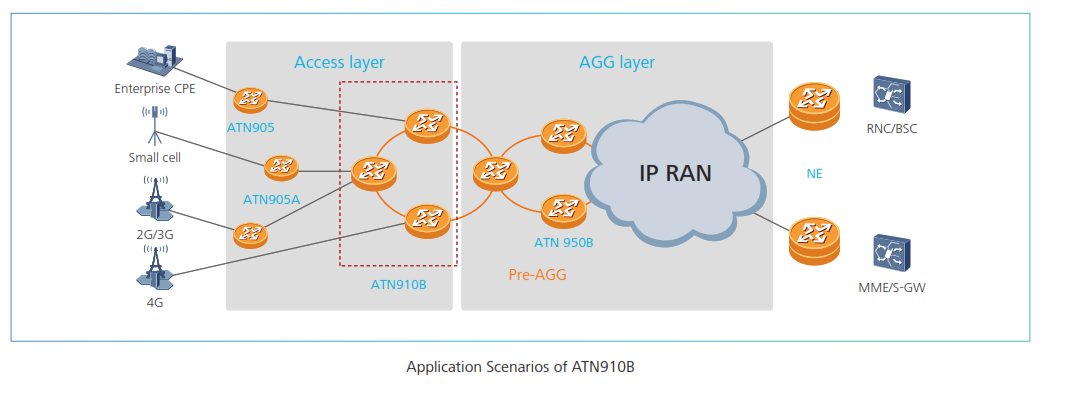 Access layer
AGG layer
Enterprise CPE
ATN905
RNC/BSC
Small cell
IP RAN
NE
ATN905A
2G/3G
ATN 950B
Pre-AGG
ATN910B
MME/S-GW
4G
Application Scenarios of ATN910B